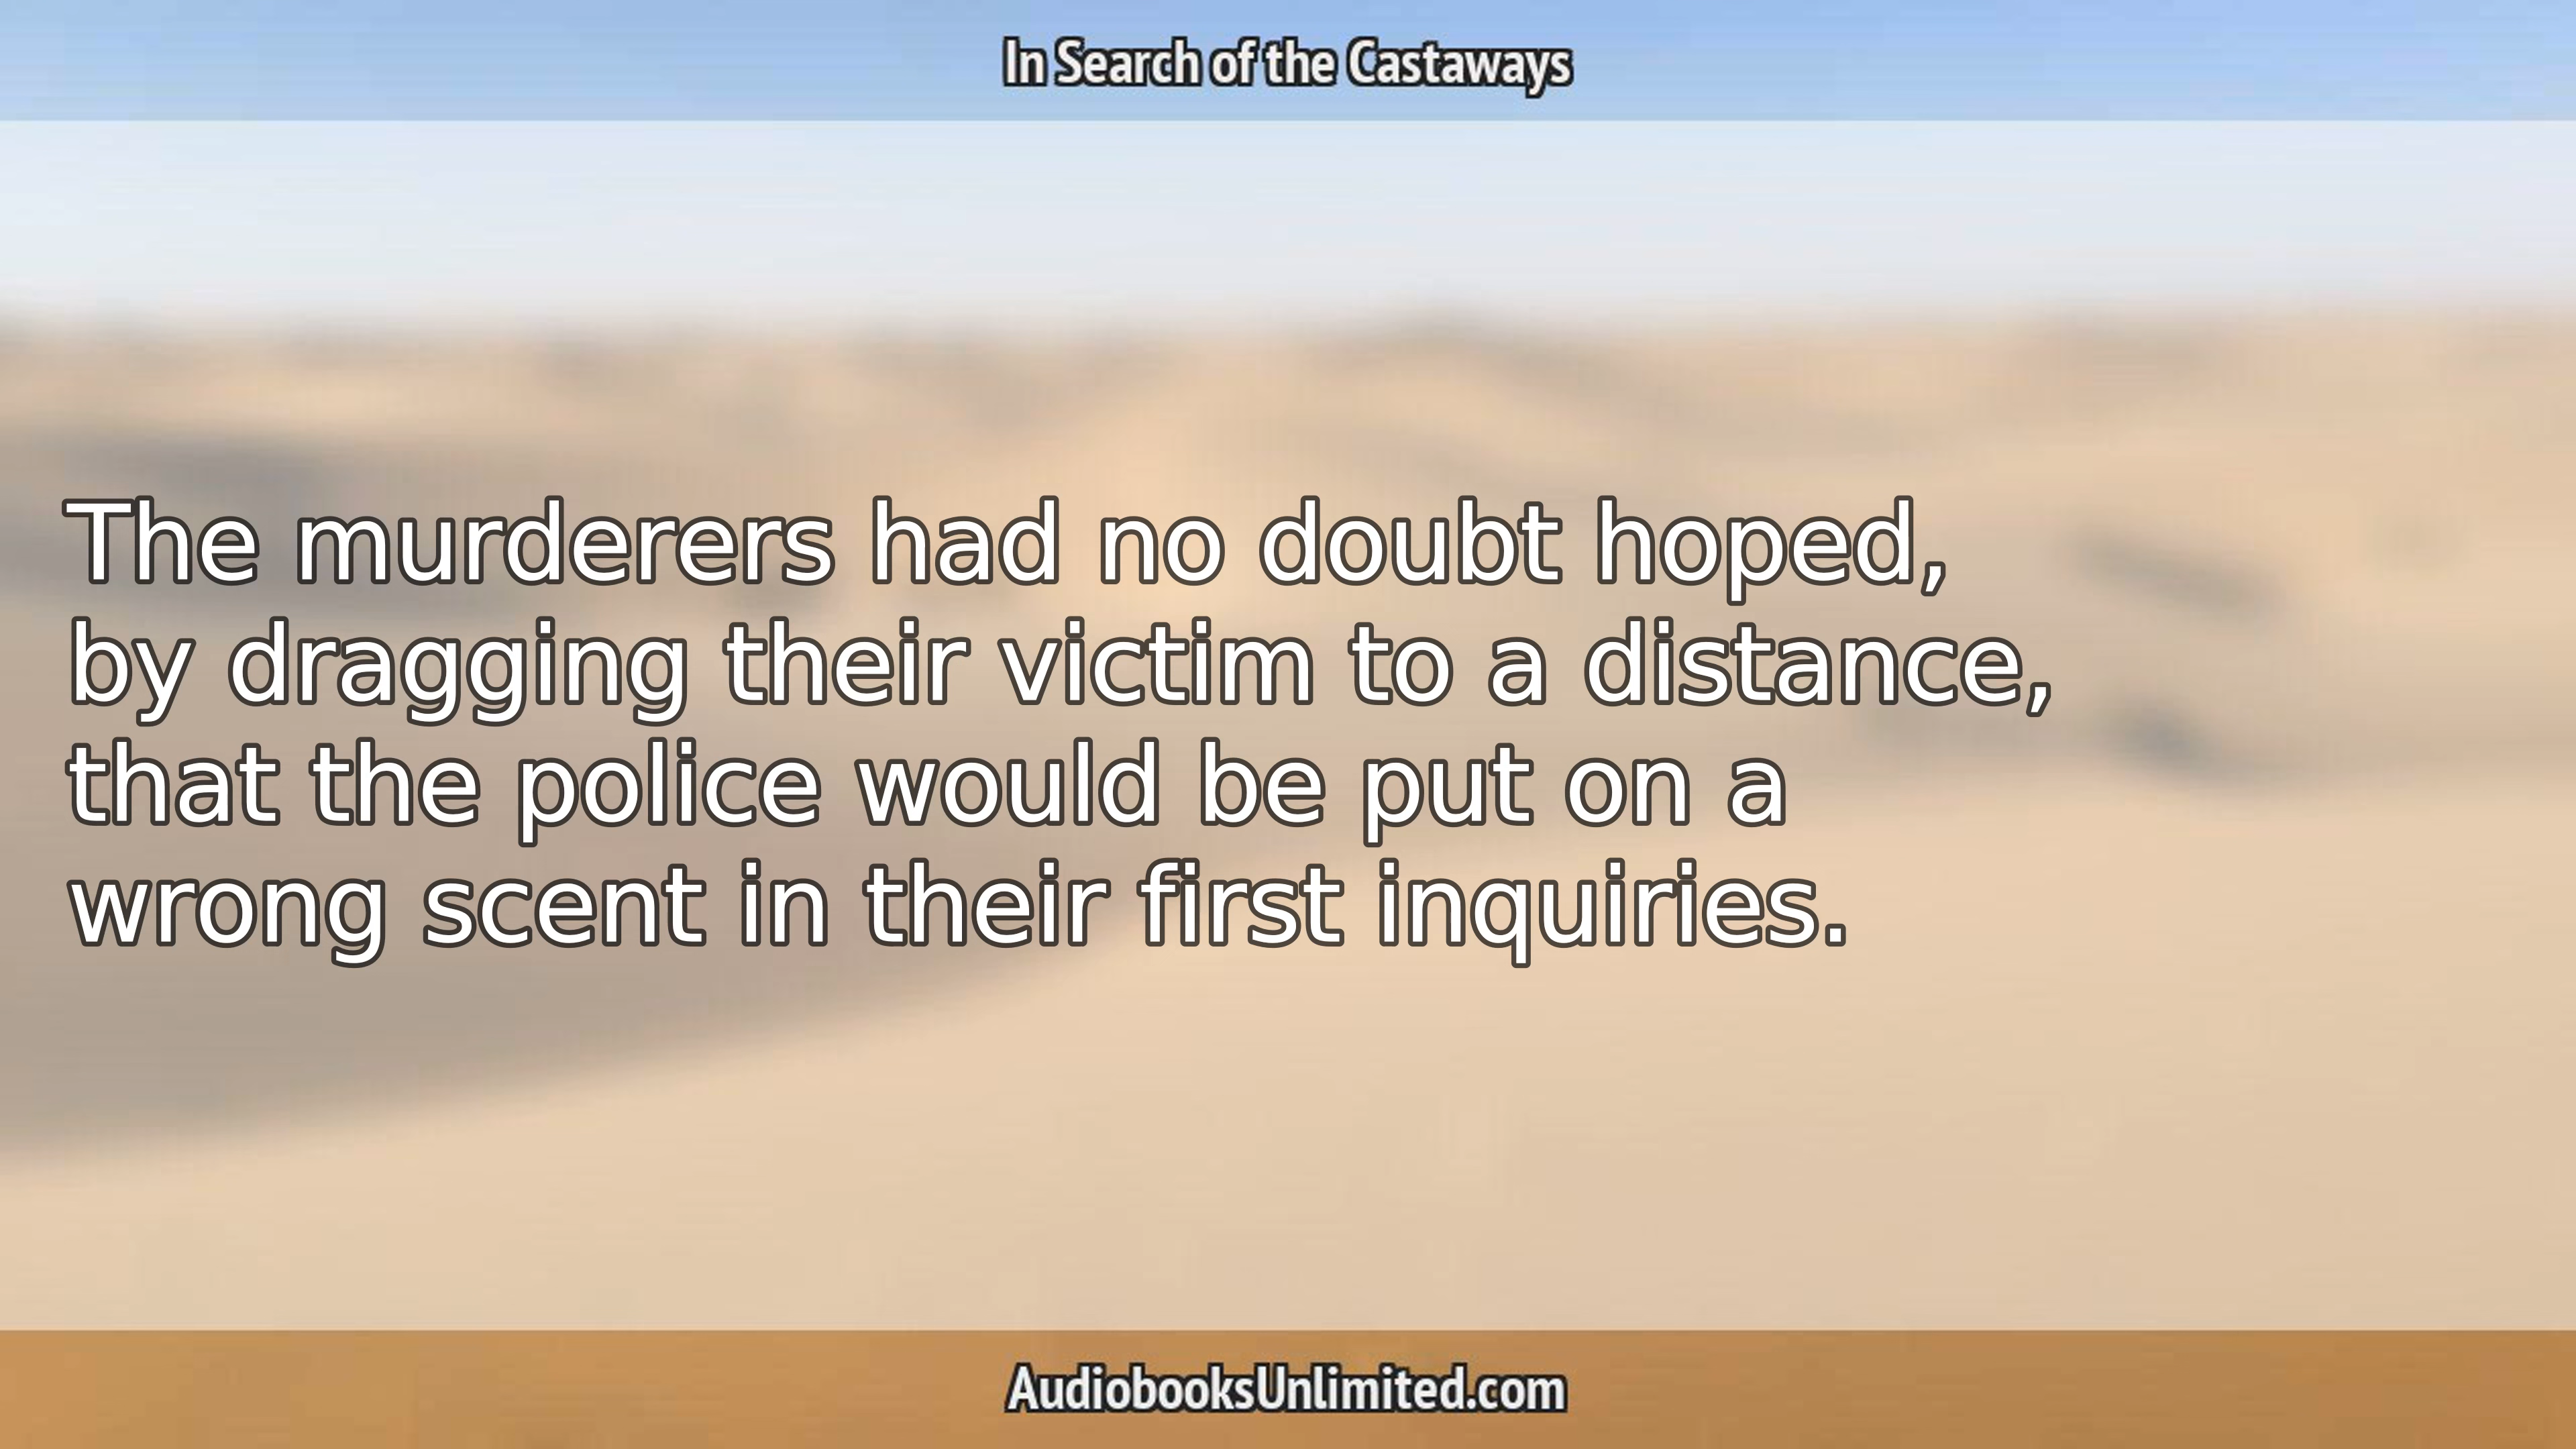 In Search of the Castaways
The murderers had no doubt hoped,
by dragging their victim to a distance,
that the police would be put on a
wrong scent in their first inquiries.
AudiobooksUnlimited.com